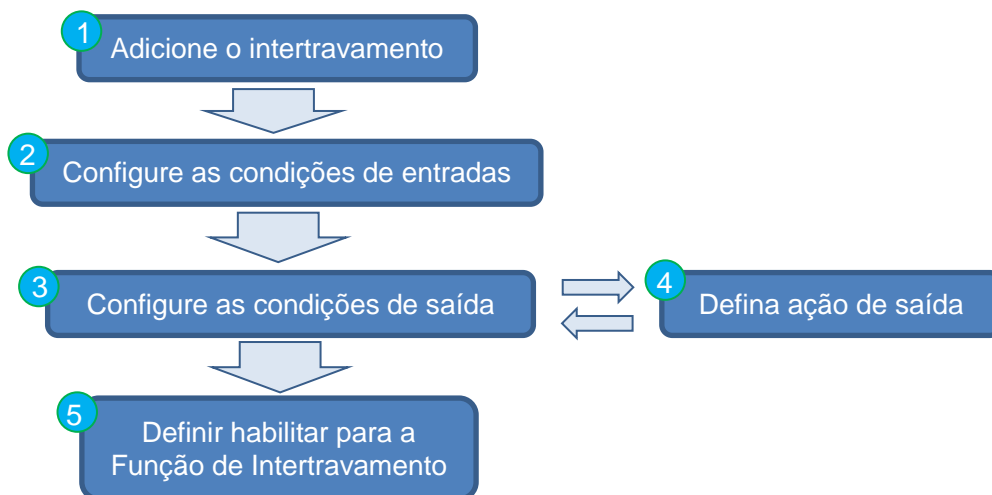 1
Adicione o intertravamento
2
Configure as condições de entradas
3
Configure as condições de saída
4
Defina ação de saída
5
Definir habilitar para a
Função de Intertravamento